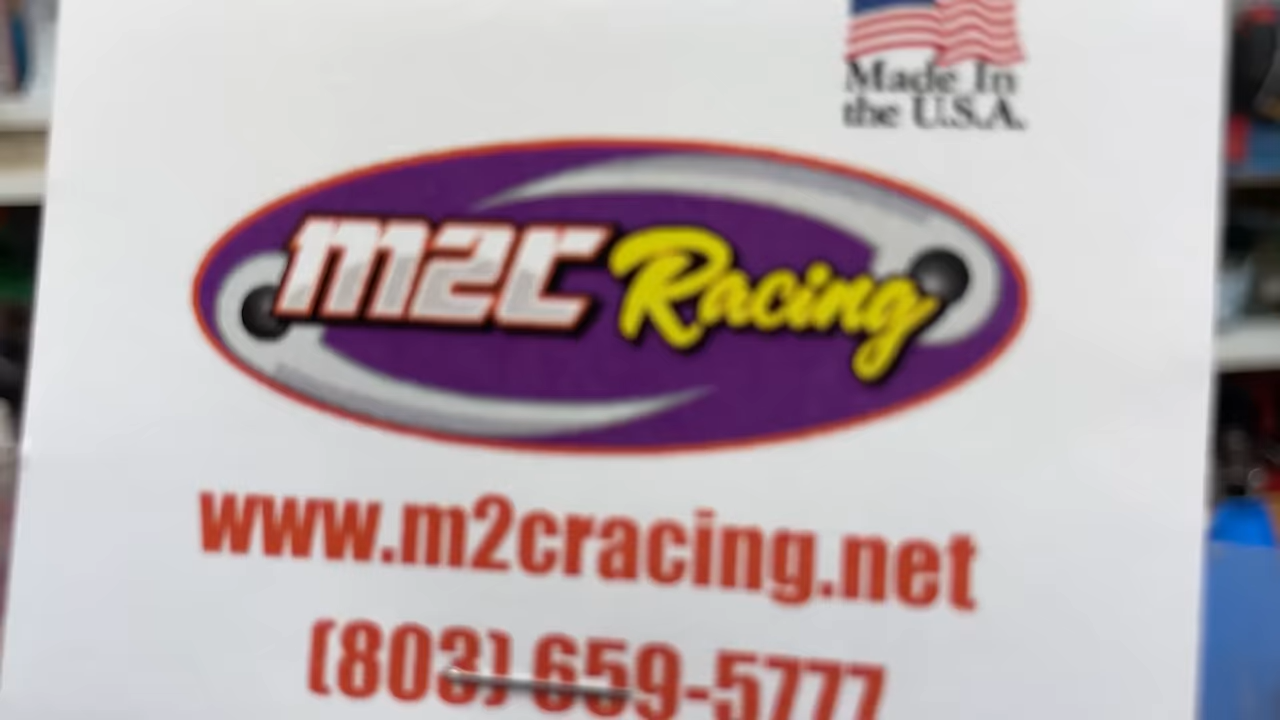 Made In
the U.S.A.
m2c Racing
www.m2cracing.net
(803) 659-5777